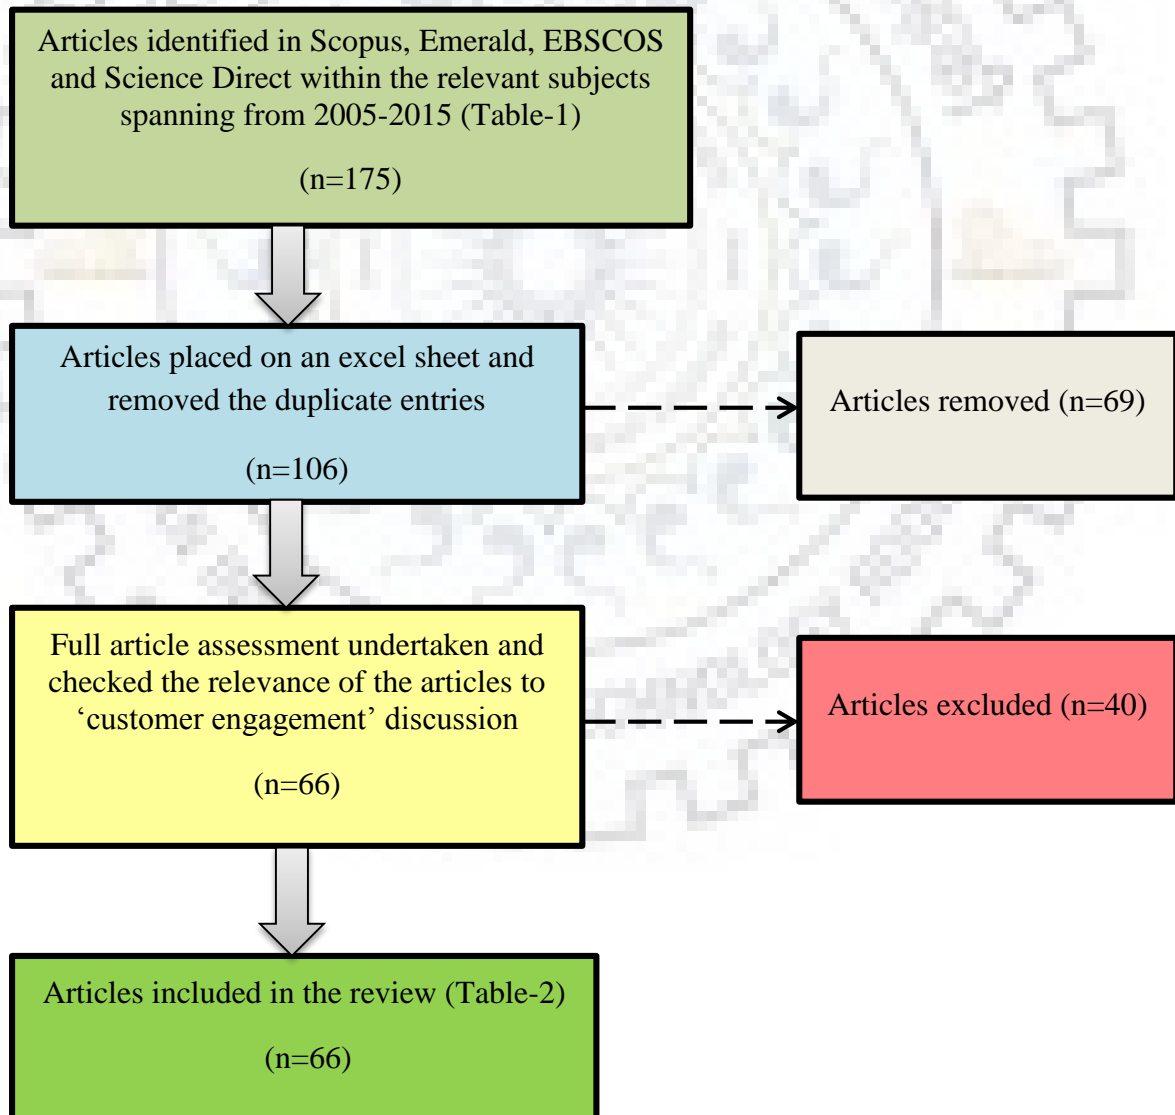 Articles identified in Scopus, Emerald, EBSCOS
and Science Direct within the relevant subjects
spanning from 2005-2015 (Table-1)
(n=175)
Articles placed on an excel sheet and
removed the duplicate entries
(n=106)
Articles removed (n=69)
Full article assessment undertaken and
checked the relevance of the articles to
‘customer engagement’ discussion
(n=66)
Articles excluded (n=40)
Articles included in the review (Table-2)
(n=66)